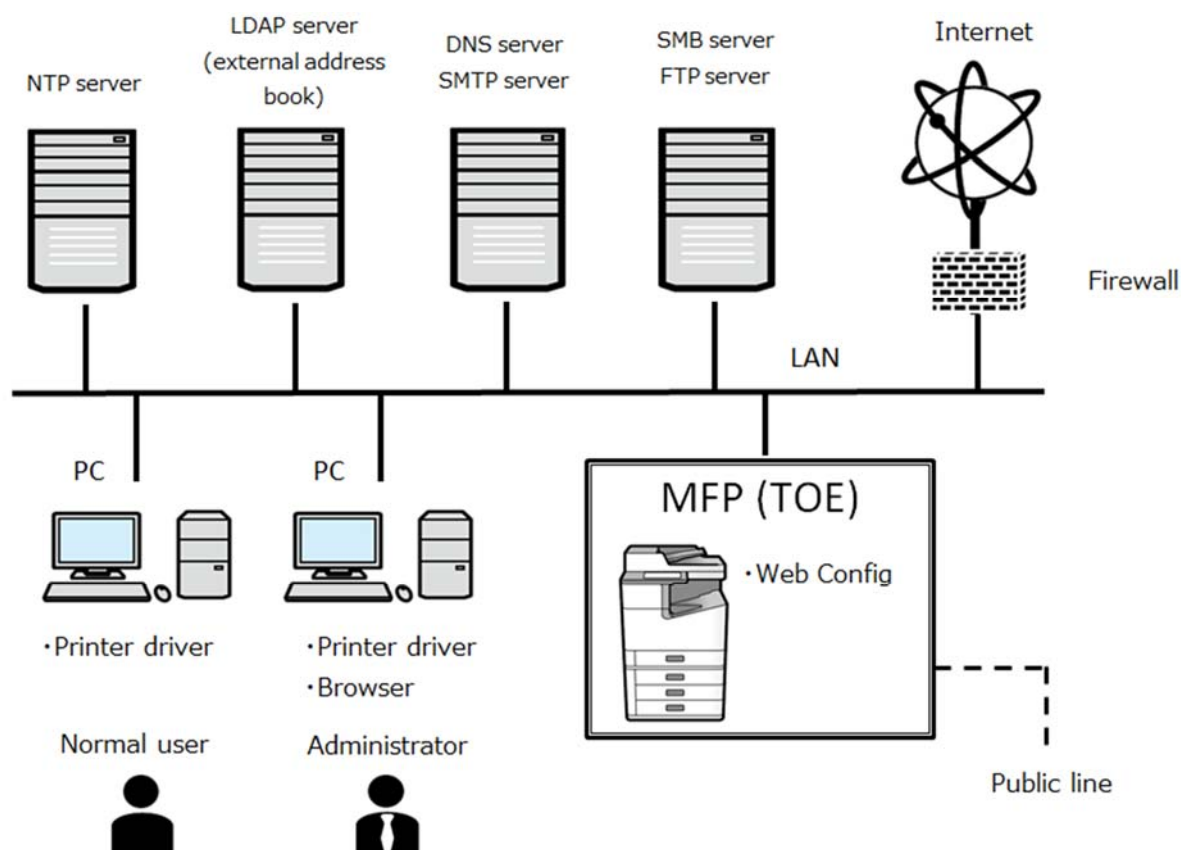 NTP server
LDAP server
(external address
book)
DNS server
SMTP server
SMB server
FTP server
Internet
Firewall
LAN
PC
PC
MFP (TOE)
・Web Config
・Printer driver
・Printer driver
・Browser
Normal user
Administrator
Public line